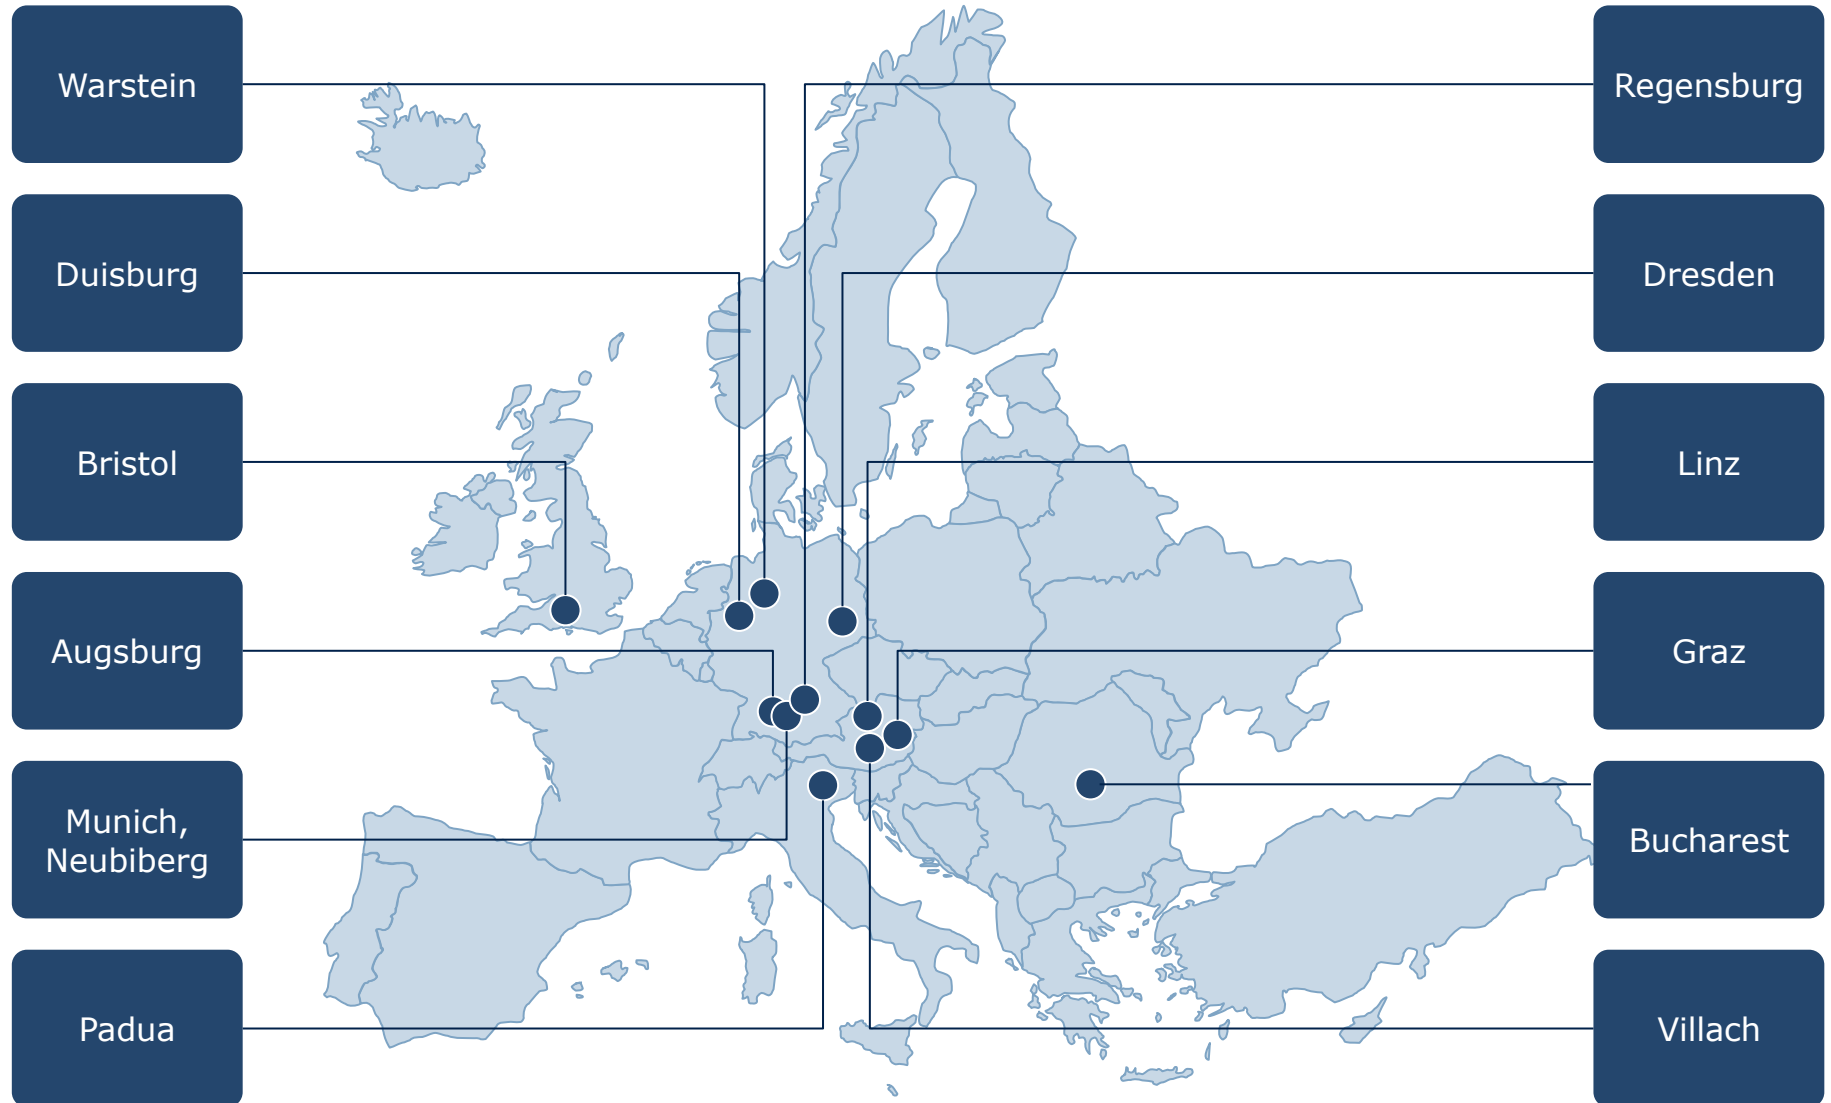 Warstein
Duisburg
Bristol
Augsburg
Munich,
Neubiberg
Padua
Regensburg
Dresden
Linz
Graz
Bucharest
Villach